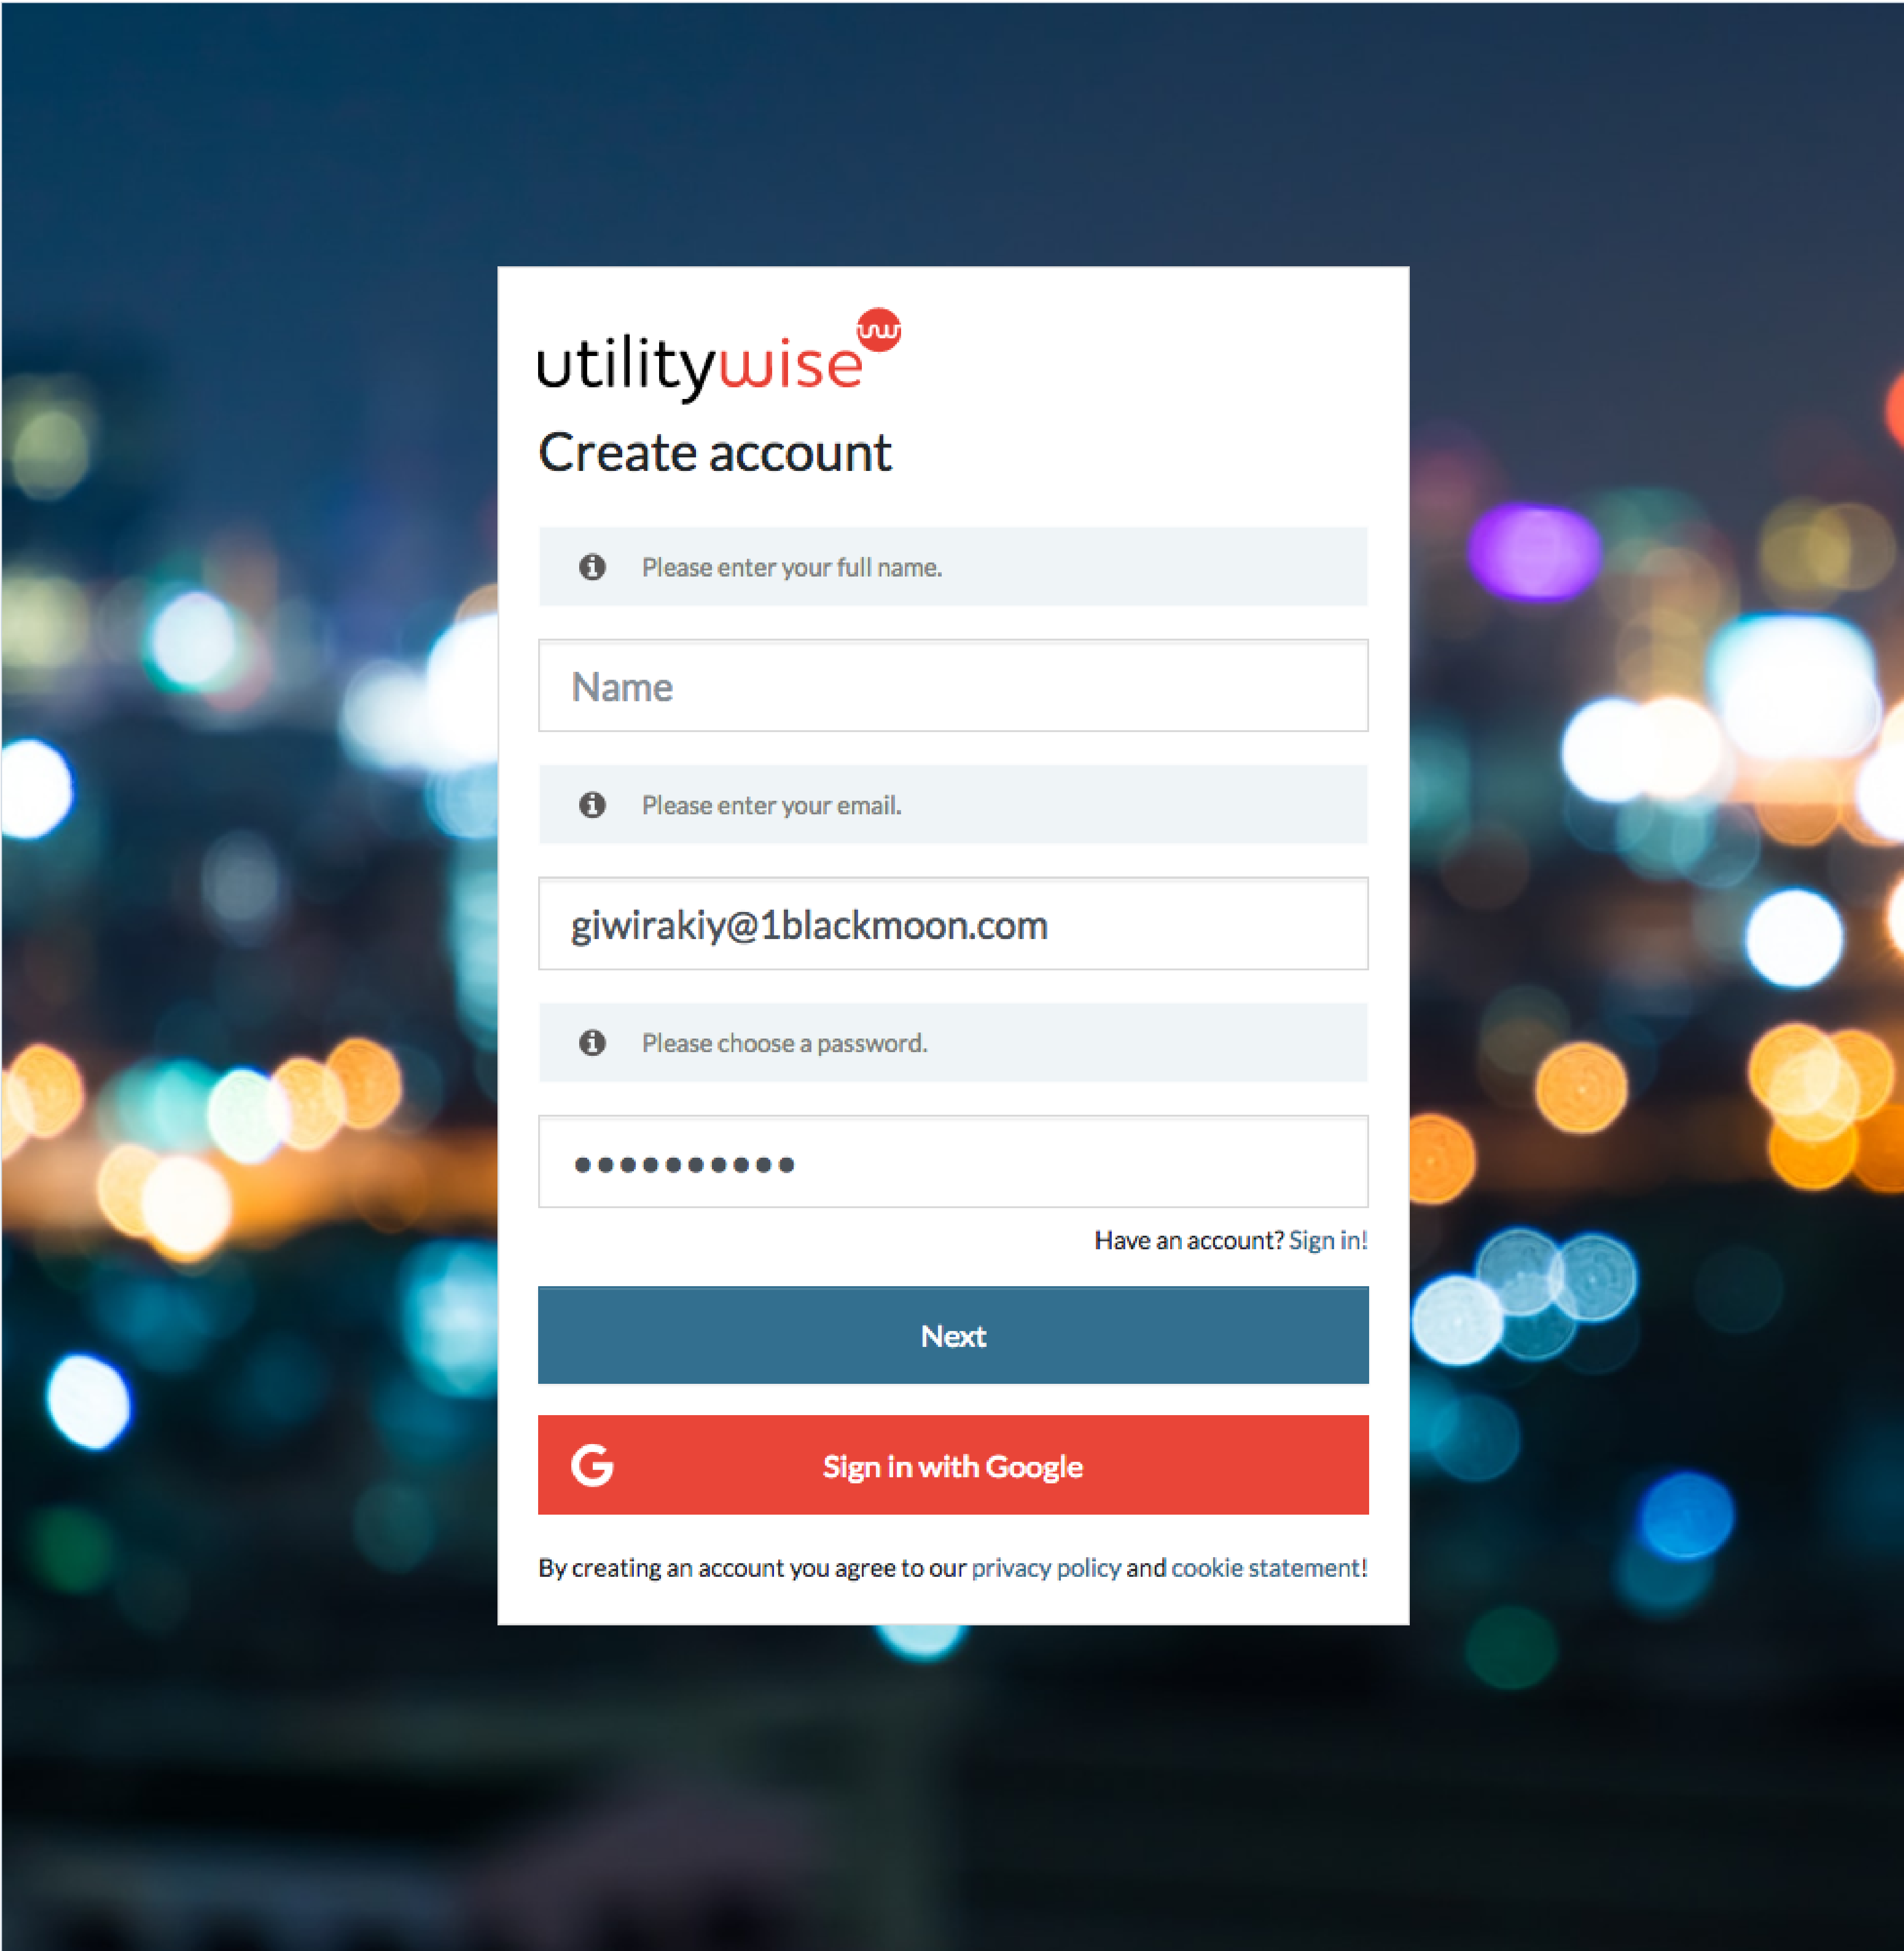 utilitywise
uw
Create account
Please enter your full name.
Name
Please enter your email.
giwirakiy@1blackmoon.com
Please choose a password.
••••••••••
Have an account? Sign in!
Next
G Sign in with Google
By creating an account you agree to our privacy policy and cookie statement!